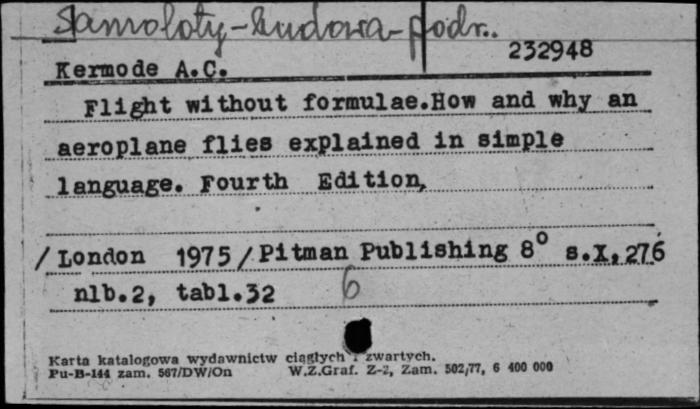 Samoloty-budowa-podr.
232948
Kermode A.C.
Flight without formulae.How and why an
aeroplane flies explained in simple
language. Fourth Edition,
/London 1975/Pitman Publishing 8° s.X,276
nlb.2, tabl.32 6
Karta katalogowa wydawnictw ciągłych i zwartych.
Pu-B-144 zam. 567/DW/On W.Z.Graf. Z-2, Zam. 502/77, 6 400 000